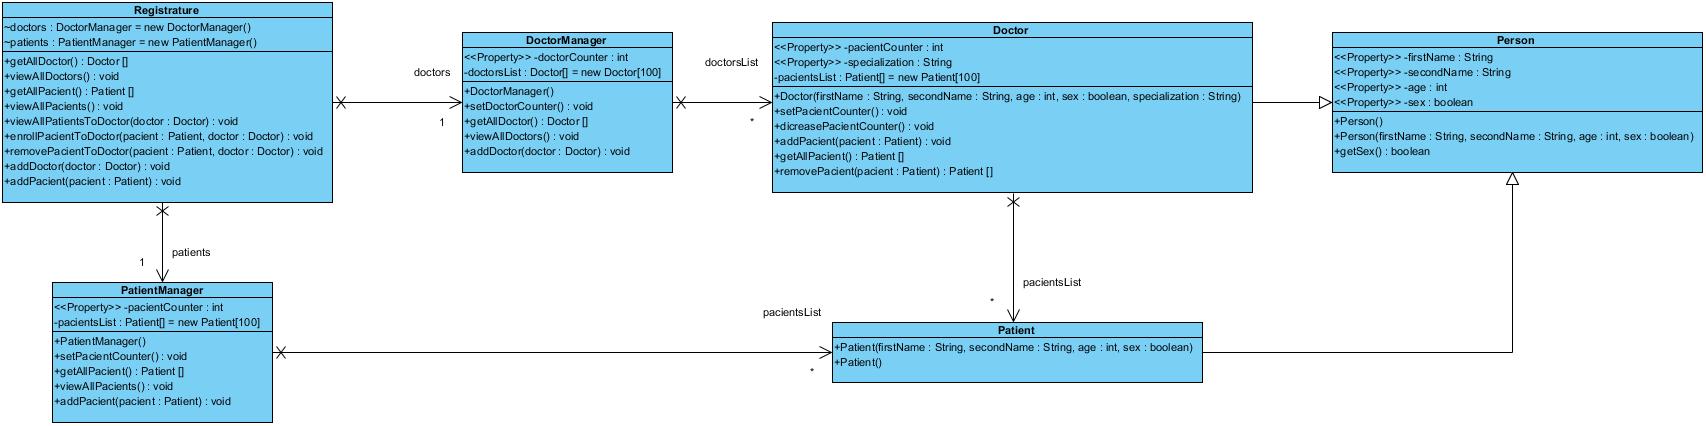 Registrature
~doctors : DoctorManager = new DoctorManager()
~patients : PatientManager = new PatientManager()
+getAllDoctor() : Doctor []
+viewAllDoctors() : void
+getAllPacient() : Patient []
+viewAllPacients() : void
+viewAllPatientsToDoctor(doctor : Doctor) : void
+enrollPacientToDoctor(pacient : Patient, doctor : Doctor) : void
+removePacientToDoctor(pacient : Patient, doctor : Doctor) : void
+addDoctor(doctor : Doctor) : void
+addPacient(pacient : Patient) : void
doctors
1
DoctorManager
<<Property>> -doctorCounter : int
-doctorsList : Doctor[] = new Doctor[100]
+DoctorManager()
+setDoctorCounter() : void
+getAllDoctor() : Doctor []
+viewAllDoctors() : void
+addDoctor(doctor : Doctor) : void
doctorsList
*
Doctor
<<Property>> -pacientCounter : int
<<Property>> -specialization : String
-pacientsList : Patient[] = new Patient[100]
+Doctor(firstName : String, secondName : String, age : int, sex : boolean, specialization : String)
+setPacientCounter() : void
+dicreasePacientCounter() : void
+addPacient(pacient : Patient) : void
+getAllPacient() : Patient []
+removePacient(pacient : Patient) : Patient []
Person
<<Property>> -firstName : String
<<Property>> -secondName : String
<<Property>> -age : int
<<Property>> -sex : boolean
+Person()
+Person(firstName : String, secondName : String, age : int, sex : boolean)
+getSex() : boolean
patients
1
PatientManager
<<Property>> -pacientCounter : int
-pacientsList : Patient[] = new Patient[100]
+PatientManager()
+setPacientCounter() : void
+getAllPacient() : Patient []
+viewAllPacients() : void
+addPacient(pacient : Patient) : void
pacientsList
*
pacientsList
*
Patient
+Patient(firstName : String, secondName : String, age : int, sex : boolean)
+Patient()